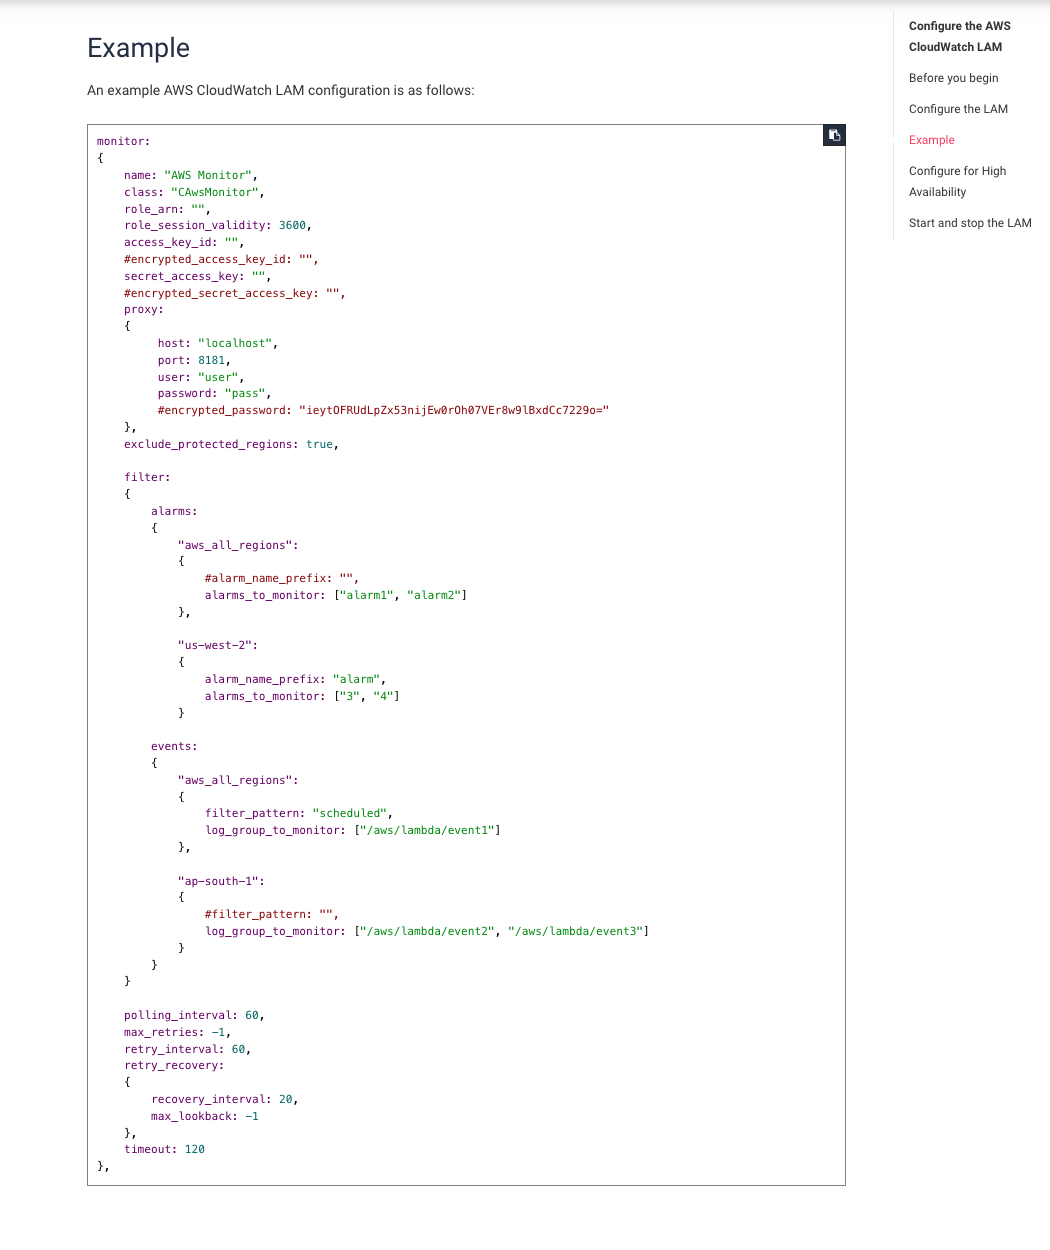 Example
An example AWS CloudWatch LAM configuration is as follows:
monitor:
{
    name: "AWS Monitor",
    class: "CAwsMonitor",
    role_arn: "",
    role_session_validity: 3600,
    access_key_id: "",
    #encrypted_access_key_id: "",
    secret_access_key: "",
    #encrypted_secret_access_key: "",
    proxy:
    {
         host: "localhost",
         port: 8181,
         user: "user",
         password: "pass",
         #encrypted_password: "ieytOFRUdLpZx53nijEw0rOh07VEr8w9lBxdCc7229o="
    },
    exclude_protected_regions: true,
    filter:
    {
        alarms:
        {
            "aws_all_regions":
            {
                #alarm_name_prefix: "",
                alarms_to_monitor: ["alarm1", "alarm2"]
            },
            "us-west-2":
            {
                alarm_name_prefix: "alarm",
                alarms_to_monitor: ["3", "4"]
            }
        events:
        {
            "aws_all_regions":
            {
                filter_pattern: "scheduled",
                log_group_to_monitor: ["/aws/lambda/event1"]
            },
            "ap-south-1":
            {
                #filter_pattern: "",
                log_group_to_monitor: ["/aws/lambda/event2", "/aws/lambda/event3"]
            }
        }
    }
    polling_interval: 60,
    max_retries: -1,
    retry_interval: 60,
    retry_recovery:
    {
        recovery_interval: 20,
        max_lookback: -1
    },
    timeout: 120
},
Configure the AWS
CloudWatch LAM
Before you begin
Configure the LAM
Example
Configure for High
Availability
Start and stop the LAM